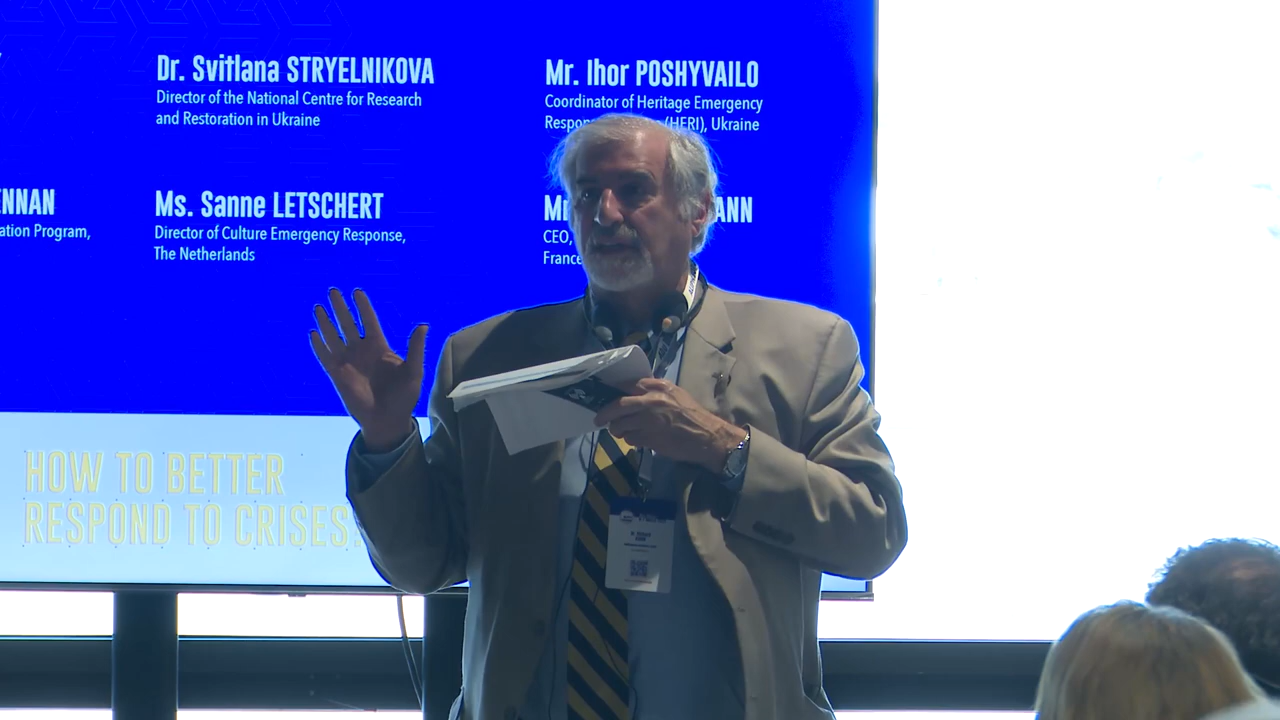 Dr. Svitlana STRYELNIKOVA
Director of the National Centre for Research
and Restoration in Ukraine
Mr. Ihor POSHYVAILO
Coordinator of Heritage Emergency
(HERI), Ukraine
ENNAN
ation Program,
Ms. Sanne LETSCHERT
Director of Culture Emergency Response,
The Netherlands
ANN
CEO,
France
HOW TO BETTER
RESPOND TO CRISES?